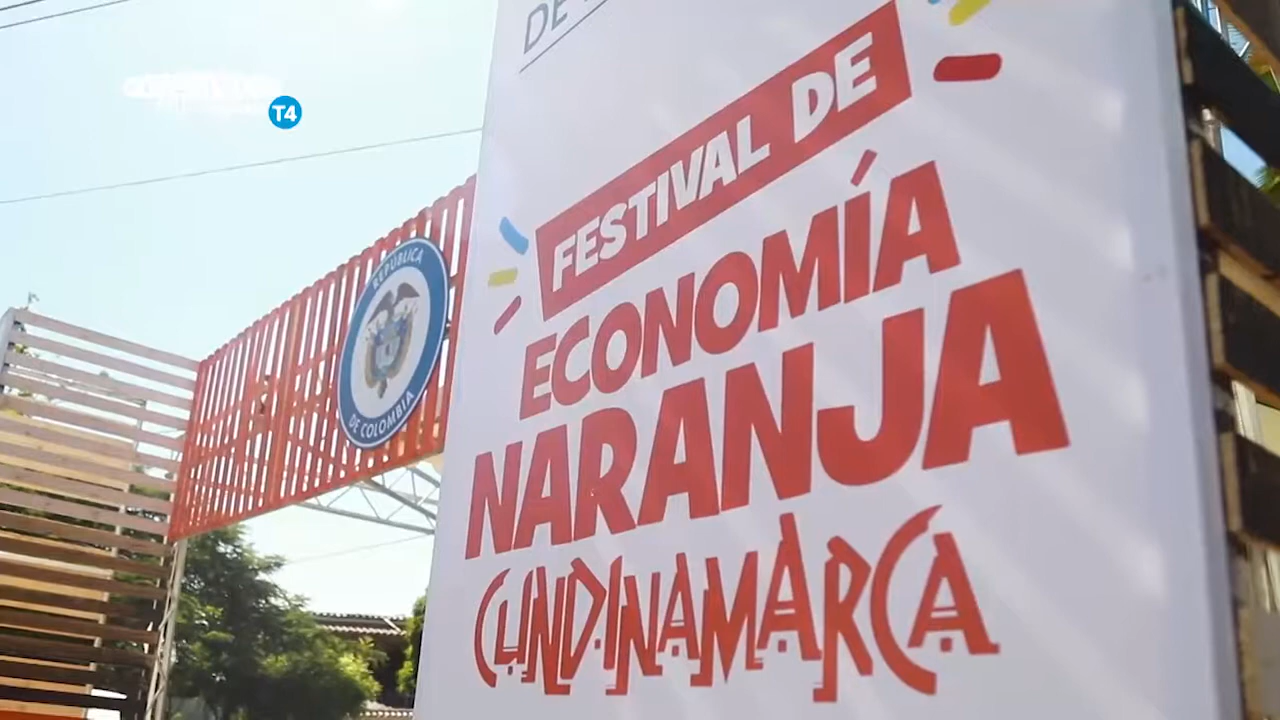 DE
T4
FESTIVAL DE
ECONOMÍA
NARANJA
CUNDINAMARCA
REPÚBLICA
DE COLOMBIA